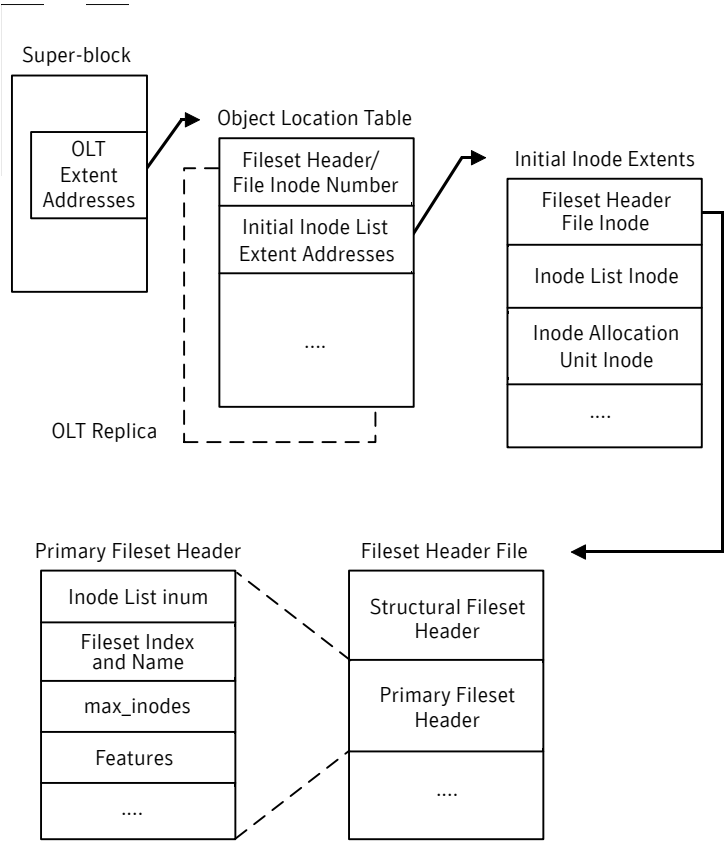 Super-block
OLT
Extent
Addresses
Object Location Table
Fileset Header/
File Inode Number
Initial Inode List
Extent Addresses
....
OLT Replica
Initial Inode Extents
Fileset Header
File Inode
Inode List Inode
Inode Allocation
Unit Inode
....
Primary Fileset Header
Inode List inum
Fileset Index
and Name
max_inodes
Features
....
Fileset Header File
Structural Fileset
Header
Primary Fileset
Header
....